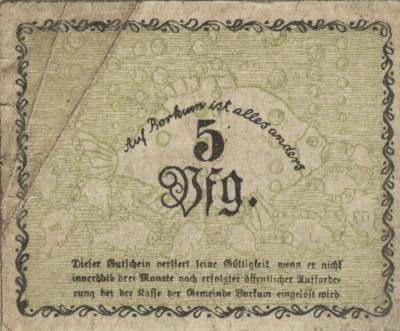 Auf Borkum ist alles anders
5
Pfg.
Dieser Gutschein verliert seine Gültigkeit wenn er nicht
innerhalb drei Monate nach erfolgter öffentlicher Aufforde-
rung bei der Kasse der Gemeinde Borkum eingelöst wird